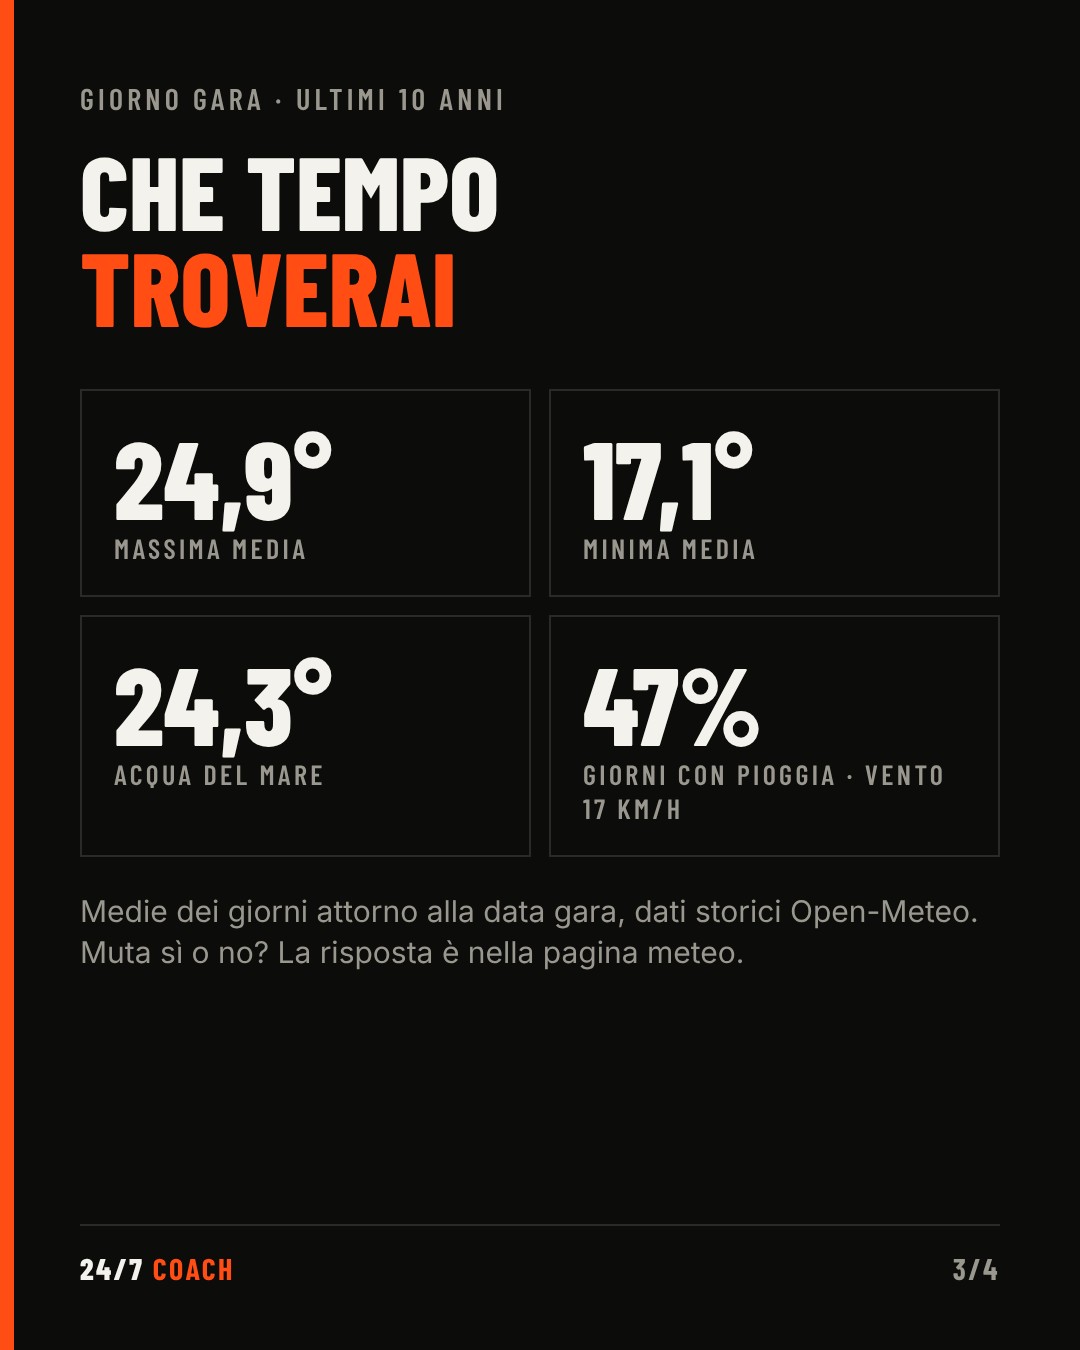 GIORNO GARA · ULTIMI 10 ANNI
CHE TEMPO
TROVERAI
24,9°
MASSIMA MEDIA
17,1°
MINIMA MEDIA
24,3°
ACQUA DEL MARE
47%
GIORNI CON PIOGGIA · VENTO
17 KM/H
Medie dei giorni attorno alla data gara, dati storici Open-Meteo.
Muta sì o no? La risposta è nella pagina meteo.
24/7 COACH
3/4